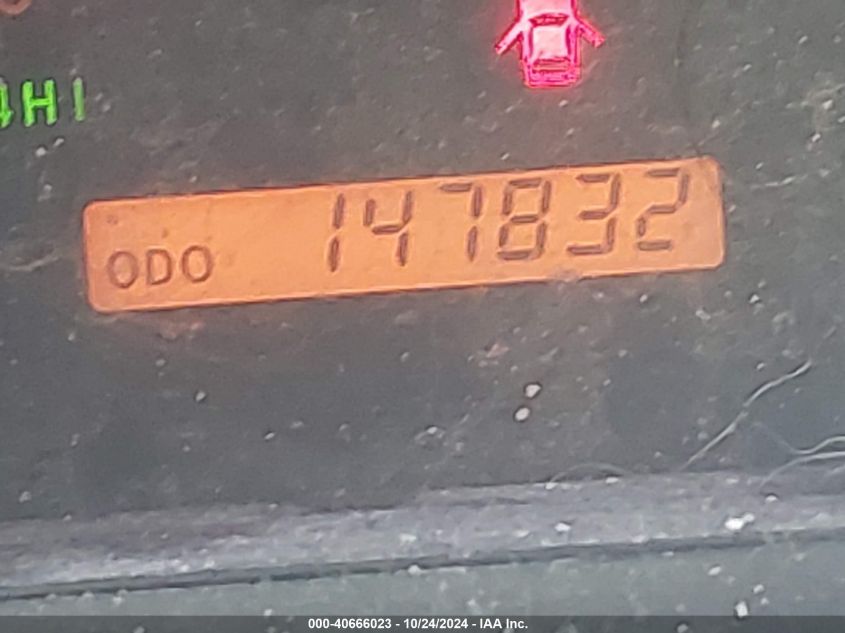 4HI
ODO 147832
000-40666023 - 10/24/2024 - IAA Inc.